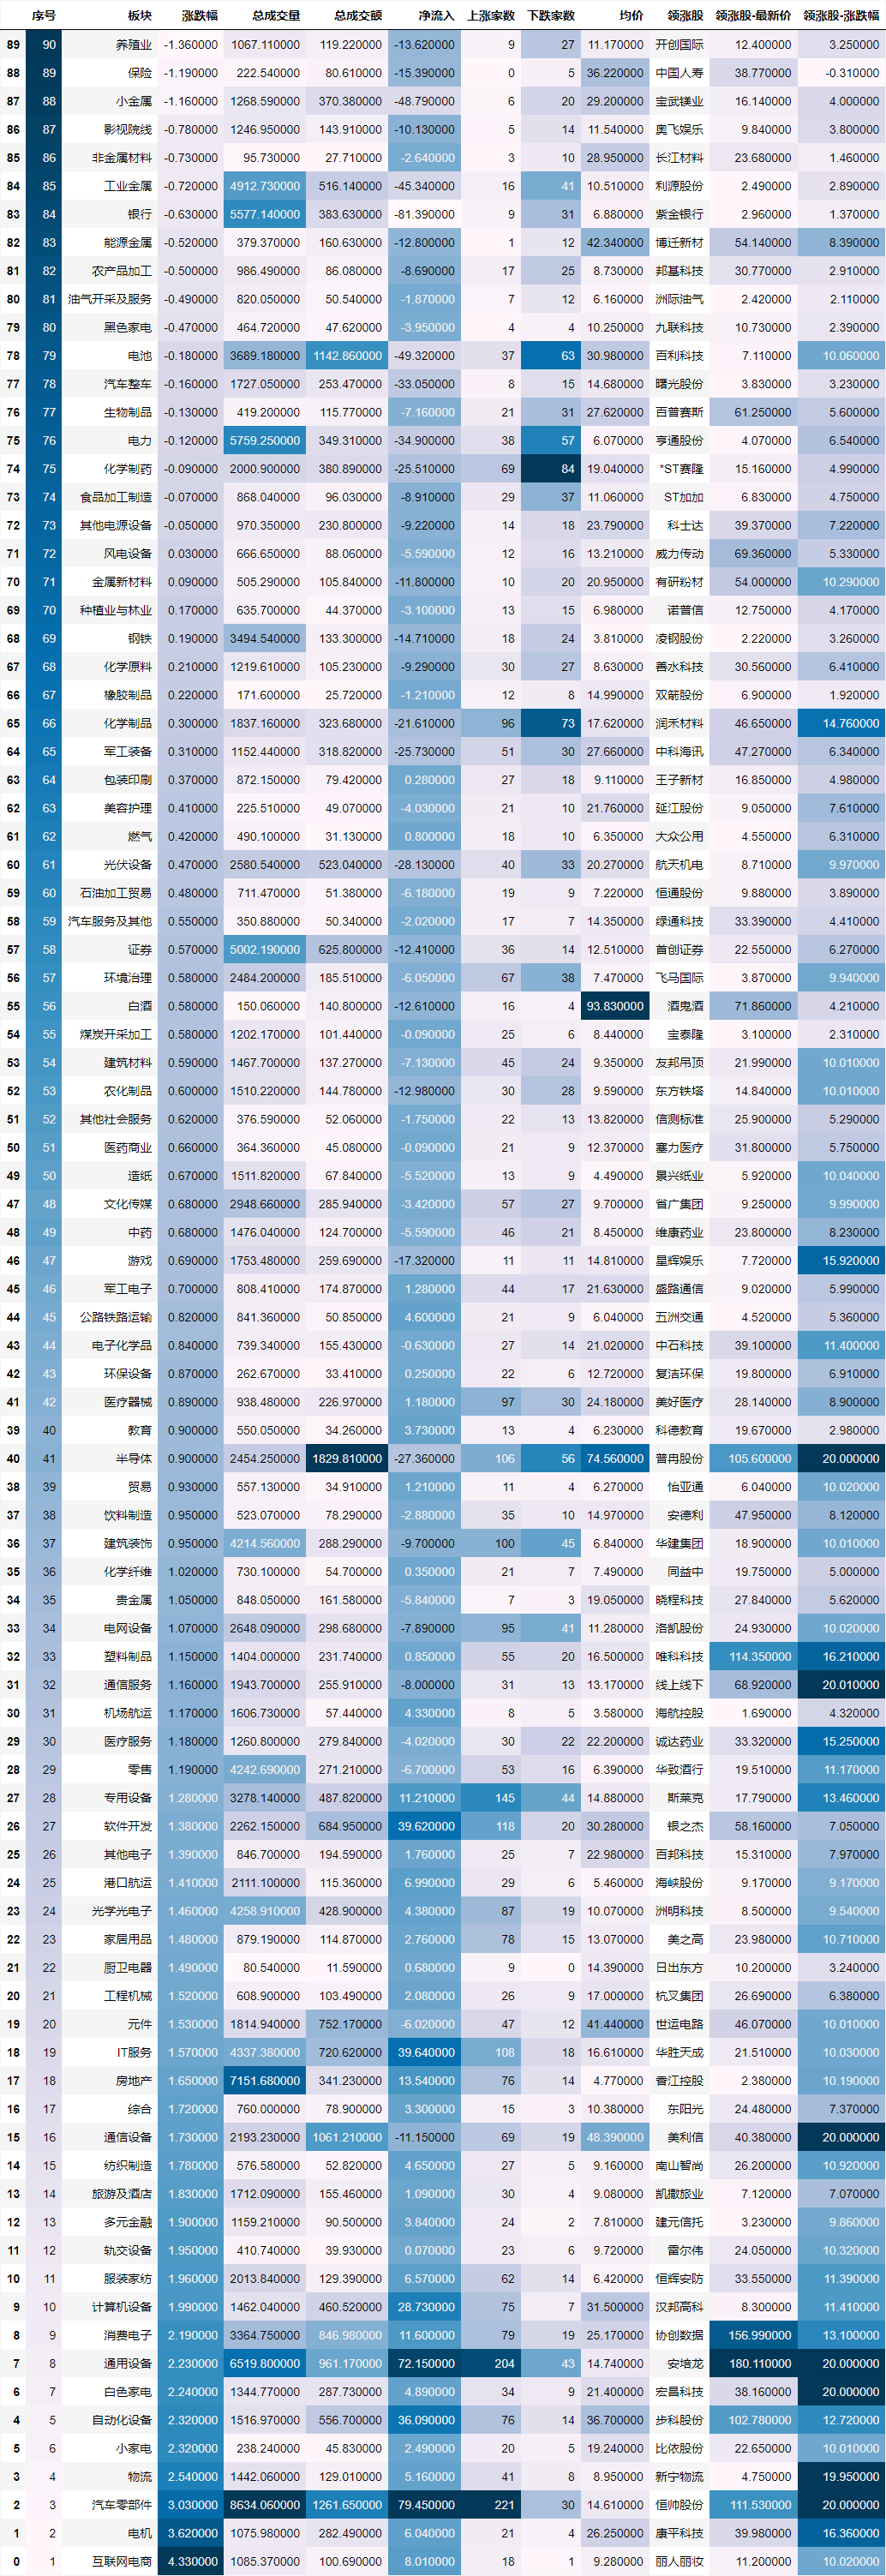 序号 板块 涨跌幅 总成交量 总成交额 净流入 上涨家数 下跌家数 均价 领涨股 领涨股-最新价 领涨股-涨跌幅
89 90 养殖业 -1.360000 1067.110000 119.220000 -13.620000 9 27 11.170000 开创国际 12.400000 3.250000
88 89 保险 -1.190000 222.540000 80.610000 -15.390000 0 5 36.220000 中国人寿 38.770000 -0.310000
87 88 小金属 -1.160000 1268.590000 370.380000 -48.790000 6 20 29.200000 宝武镁业 16.140000 4.000000
86 87 影视院线 -0.780000 1246.950000 143.910000 -10.130000 5 14 11.540000 奥飞娱乐 9.840000 3.800000
85 86 非金属材料 -0.730000 95.730000 27.710000 -2.640000 3 10 28.950000 长江材料 23.680000 1.460000
84 85 工业金属 -0.720000 4912.730000 516.140000 -45.340000 16 41 10.510000 利源股份 2.490000 2.890000
83 84 银行 -0.630000 5577.140000 383.630000 -81.390000 9 31 6.880000 紫金银行 2.960000 1.370000
82 83 能源金属 -0.520000 379.370000 160.630000 -12.800000 1 12 42.340000 博迁新材 54.140000 8.390000
81 82 农产品加工 -0.500000 986.490000 86.080000 -8.690000 17 25 8.730000 邦基科技 30.770000 2.910000
80 81 油气开采及服务 -0.490000 820.050000 50.540000 -1.870000 7 12 6.160000 洲际油气 2.420000 2.110000
79 80 黑色家电 -0.470000 464.720000 47.620000 -3.950000 4 4 10.250000 九联科技 10.730000 2.390000
78 79 电池 -0.180000 3689.180000 1142.860000 -49.320000 37 63 30.980000 百利科技 7.110000 10.060000
77 78 汽车整车 -0.160000 1727.050000 253.470000 -33.050000 8 15 14.680000 曙光股份 3.830000 3.230000
76 77 生物制品 -0.130000 419.200000 115.770000 -7.160000 21 31 27.620000 百普赛斯 61.250000 5.600000
75 76 电力 -0.120000 5759.250000 349.310000 -34.900000 38 57 6.070000 亨通股份 4.070000 6.540000
74 75 化学制药 -0.090000 2000.900000 380.890000 -25.510000 69 84 19.040000 *ST赛隆 15.160000 4.990000
73 74 食品加工制造 -0.070000 868.040000 96.030000 -8.910000 29 37 11.060000 ST加加 6.830000 4.750000
72 73 其他电源设备 -0.050000 970.350000 230.800000 -9.220000 14 18 23.790000 科士达 39.370000 7.220000
71 72 风电设备 0.030000 666.650000 88.060000 -5.590000 12 16 13.210000 威力传动 69.360000 5.330000
70 71 金属新材料 0.090000 505.290000 105.840000 -11.800000 10 20 20.950000 有研粉材 54.000000 10.290000
69 70 种植业与林业 0.170000 635.700000 44.370000 -3.100000 13 15 6.980000 诺普信 12.750000 4.170000
68 69 钢铁 0.190000 3494.540000 133.300000 -14.710000 18 24 3.810000 凌钢股份 2.220000 3.260000
67 68 化学原料 0.210000 1219.610000 105.230000 -9.290000 30 27 8.630000 善水科技 30.560000 6.410000
66 67 橡胶制品 0.220000 171.600000 25.720000 -1.210000 12 8 14.990000 双箭股份 6.900000 1.920000
65 66 化学制品 0.300000 1837.160000 323.680000 -21.610000 96 73 17.620000 润禾材料 46.650000 14.760000
64 65 军工装备 0.310000 1152.440000 318.820000 -25.730000 51 30 27.660000 中科海讯 47.270000 6.340000
63 64 包装印刷 0.370000 872.150000 79.420000 0.280000 27 18 9.110000 王子新材 16.850000 4.980000
62 63 美容护理 0.410000 225.510000 49.070000 -4.030000 21 10 21.760000 延江股份 9.050000 7.610000
61 62 燃气 0.420000 490.100000 31.130000 0.800000 18 10 6.350000 大众公用 4.550000 6.310000
60 61 光伏设备 0.470000 2580.540000 523.040000 -28.130000 40 33 20.270000 航天机电 8.710000 9.970000
59 60 石油加工贸易 0.480000 711.470000 51.380000 -6.180000 19 9 7.220000 恒通股份 9.880000 3.890000
58 59 汽车服务及其他 0.550000 350.880000 50.340000 -2.020000 17 7 14.350000 绿通科技 33.390000 4.410000
57 58 证券 0.570000 5002.190000 625.800000 -12.410000 36 14 12.510000 首创证券 22.550000 6.270000
56 57 环境治理 0.580000 2484.200000 185.510000 -6.050000 67 38 7.470000 飞马国际 3.870000 9.940000
55 56 白酒 0.580000 150.060000 140.800000 -12.610000 16 4 93.830000 酒鬼酒 71.860000 4.210000
54 55 煤炭开采加工 0.580000 1202.170000 101.440000 -0.090000 25 6 8.440000 宝泰隆 3.100000 2.310000
53 54 建筑材料 0.590000 1467.700000 137.270000 -7.130000 45 24 9.350000 友邦吊顶 21.990000 10.010000
52 53 农化制品 0.600000 1510.220000 144.780000 -12.980000 30 28 9.590000 东方铁塔 14.840000 10.010000
51 52 其他社会服务 0.620000 376.590000 52.060000 -1.750000 22 13 13.820000 信测标准 25.900000 5.290000
50 51 医药商业 0.660000 364.360000 45.080000 -0.090000 21 9 12.370000 塞力医疗 31.800000 5.750000
49 50 造纸 0.670000 1511.820000 67.840000 -5.520000 13 9 4.490000 景兴纸业 5.920000 10.040000
47 48 文化传媒 0.680000 2948.660000 285.940000 -3.420000 57 27 9.700000 省广集团 9.250000 9.990000
48 49 中药 0.680000 1476.040000 124.700000 -5.590000 46 21 8.450000 维康药业 23.800000 8.230000
46 47 游戏 0.690000 1753.480000 259.690000 -17.320000 11 11 14.810000 星辉娱乐 7.720000 15.920000
45 46 军工电子 0.700000 808.410000 174.870000 1.280000 44 17 21.630000 盛路通信 9.020000 5.990000
44 45 公路铁路运输 0.820000 841.360000 50.850000 4.600000 21 9 6.040000 五洲交通 4.520000 5.360000
43 44 电子化学品 0.840000 739.340000 155.430000 -0.630000 27 14 21.020000 中石科技 39.100000 11.400000
42 43 环保设备 0.870000 262.670000 33.410000 0.250000 22 6 12.720000 复洁环保 19.800000 6.910000
41 42 医疗器械 0.890000 938.480000 226.970000 1.180000 97 30 24.180000 美好医疗 28.140000 8.900000
39 40 教育 0.900000 550.050000 34.260000 3.730000 13 4 6.230000 科德教育 19.670000 2.980000
40 41 半导体 0.900000 2454.250000 1829.810000 -27.360000 106 56 74.560000 普冉股份 105.600000 20.000000
38 39 贸易 0.930000 557.130000 34.910000 1.210000 11 4 6.270000 怡亚通 6.040000 10.020000
37 38 饮料制造 0.950000 523.070000 78.290000 -2.880000 35 10 14.970000 安德利 47.950000 8.120000
36 37 建筑装饰 0.950000 4214.560000 288.290000 -9.700000 100 45 6.840000 华建集团 18.900000 10.010000
35 36 化学纤维 1.020000 730.100000 54.700000 0.350000 21 7 7.490000 同益中 19.750000 5.000000
34 35 贵金属 1.050000 848.050000 161.580000 -5.840000 7 3 19.050000 晓程科技 27.840000 5.620000
33 34 电网设备 1.070000 2648.090000 298.680000 -7.890000 95 41 11.280000 洛凯股份 24.930000 10.020000
32 33 塑料制品 1.150000 1404.000000 231.740000 0.850000 55 20 16.500000 唯科科技 114.350000 16.210000
31 32 通信服务 1.160000 1943.700000 255.910000 -8.000000 31 13 13.170000 线上线下 68.920000 20.010000
30 31 机场航运 1.170000 1606.730000 57.440000 4.330000 8 5 3.580000 海航控股 1.690000 4.320000
29 30 医疗服务 1.180000 1260.800000 279.840000 -4.020000 30 22 22.200000 诚达药业 33.320000 15.250000
28 29 零售 1.190000 4242.690000 271.210000 -6.700000 53 16 6.390000 华致酒行 19.510000 11.170000
27 28 专用设备 1.280000 3278.140000 487.820000 11.210000 145 44 14.880000 斯莱克 17.790000 13.460000
26 27 软件开发 1.380000 2262.150000 684.950000 39.620000 118 20 30.280000 银之杰 58.160000 7.050000
25 26 其他电子 1.390000 846.700000 194.590000 1.760000 25 7 22.980000 百邦科技 15.310000 7.970000
24 25 港口航运 1.410000 2111.100000 115.360000 6.990000 29 6 5.460000 海峡股份 9.170000 9.170000
23 24 光学光电子 1.460000 4258.910000 428.900000 4.380000 87 19 10.070000 洲明科技 8.500000 9.540000
22 23 家居用品 1.480000 879.190000 114.870000 2.760000 78 15 13.070000 美之高 23.980000 10.710000
21 22 厨卫电器 1.490000 80.540000 11.590000 0.680000 9 0 14.390000 日出东方 10.200000 3.240000
20 21 工程机械 1.520000 608.900000 103.490000 2.080000 26 9 17.000000 杭叉集团 26.690000 6.380000
19 20 元件 1.530000 1814.940000 752.170000 -6.020000 47 12 41.440000 世运电路 46.070000 10.010000
18 19 IT服务 1.570000 4337.380000 720.620000 39.640000 108 18 16.610000 华胜天成 21.510000 10.030000
17 18 房地产 1.650000 7151.680000 341.230000 13.540000 76 14 4.770000 香江控股 2.380000 10.190000
16 17 综合 1.720000 760.000000 78.900000 3.300000 15 3 10.380000 东阳光 24.480000 7.370000
15 16 通信设备 1.730000 2193.230000 1061.210000 -11.150000 69 19 48.390000 美利信 40.380000 20.000000
14 15 纺织制造 1.780000 576.580000 52.820000 4.650000 27 5 9.160000 南山智尚 26.200000 10.920000
13 14 旅游及酒店 1.830000 1712.090000 155.460000 1.090000 30 4 9.080000 凯撒旅业 7.120000 7.070000
12 13 多元金融 1.900000 1159.210000 90.500000 3.840000 24 2 7.810000 建元信托 3.230000 9.860000
11 12 轨交设备 1.950000 410.740000 39.930000 0.070000 23 6 9.720000 雷尔伟 24.050000 10.320000
10 11 服装家纺 1.960000 2013.840000 129.390000 6.570000 62 14 6.420000 恒辉安防 33.550000 11.390000
9 10 计算机设备 1.990000 1462.040000 460.520000 28.730000 75 7 31.500000 汉邦高科 8.300000 11.410000
8 9 消费电子 2.190000 3364.750000 846.980000 11.600000 79 19 25.170000 协创数据 156.990000 13.100000
7 8 通用设备 2.230000 6519.800000 961.170000 72.150000 204 43 14.740000 安培龙 180.110000 20.000000
6 7 白色家电 2.240000 1344.770000 287.730000 4.890000 34 9 21.400000 宏昌科技 38.160000 20.000000
4 5 自动化设备 2.320000 1516.970000 556.700000 36.090000 76 14 36.700000 步科股份 102.780000 12.720000
5 6 小家电 2.320000 238.240000 45.830000 2.490000 20 5 19.240000 比依股份 22.650000 10.010000
3 4 物流 2.540000 1442.060000 129.010000 5.160000 41 8 8.950000 新宁物流 4.750000 19.950000
2 3 汽车零部件 3.030000 8634.060000 1261.650000 79.450000 221 30 14.610000 恒帅股份 111.530000 20.000000
1 2 电机 3.620000 1075.980000 282.490000 6.040000 21 4 26.250000 康平科技 39.980000 16.360000
0 1 互联网电商 4.330000 1085.370000 100.690000 8.010000 18 1 9.280000 丽人丽妆 11.200000 10.020000